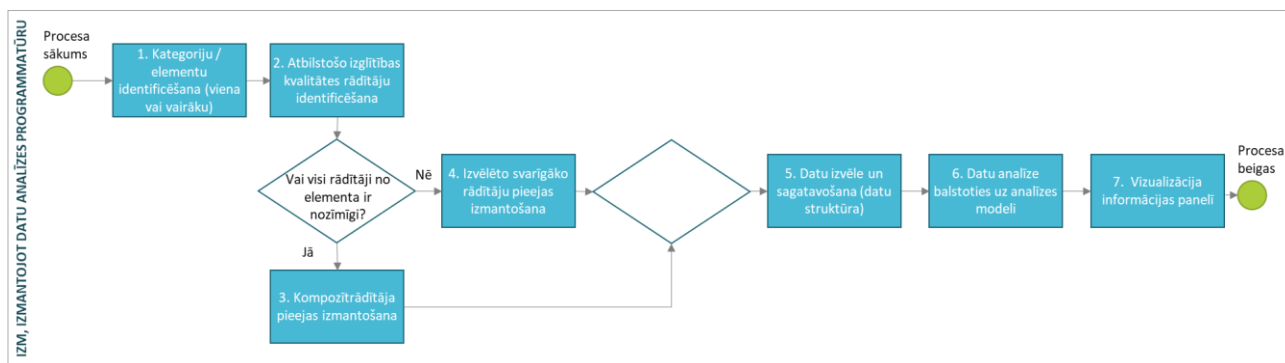 IZM, IZMANTOJOT DATU ANALĪZES PROGRAMMATŪRU
Procesa
sākums
1. Kategoriju /
elementu
identificēšana (viena
vai vairāku)
2. Atbilstošo izglītības
kvalitātes rādītāju
identificēšana
Vai visi rādītāji no
elementa ir
nozīmīgi?
Nē
Jā
3. Kompozītrādītāja
pieejas izmantošana
4. Izvēlēto svarīgāko
rādītāju pieejas
izmantošana
5. Datu izvēle un
sagatavošana (datu
struktūra)
6. Datu analīze
balstoties uz analīzes
modeli
7. Vizualizācija
informācijas panelī
Procesa
beigas